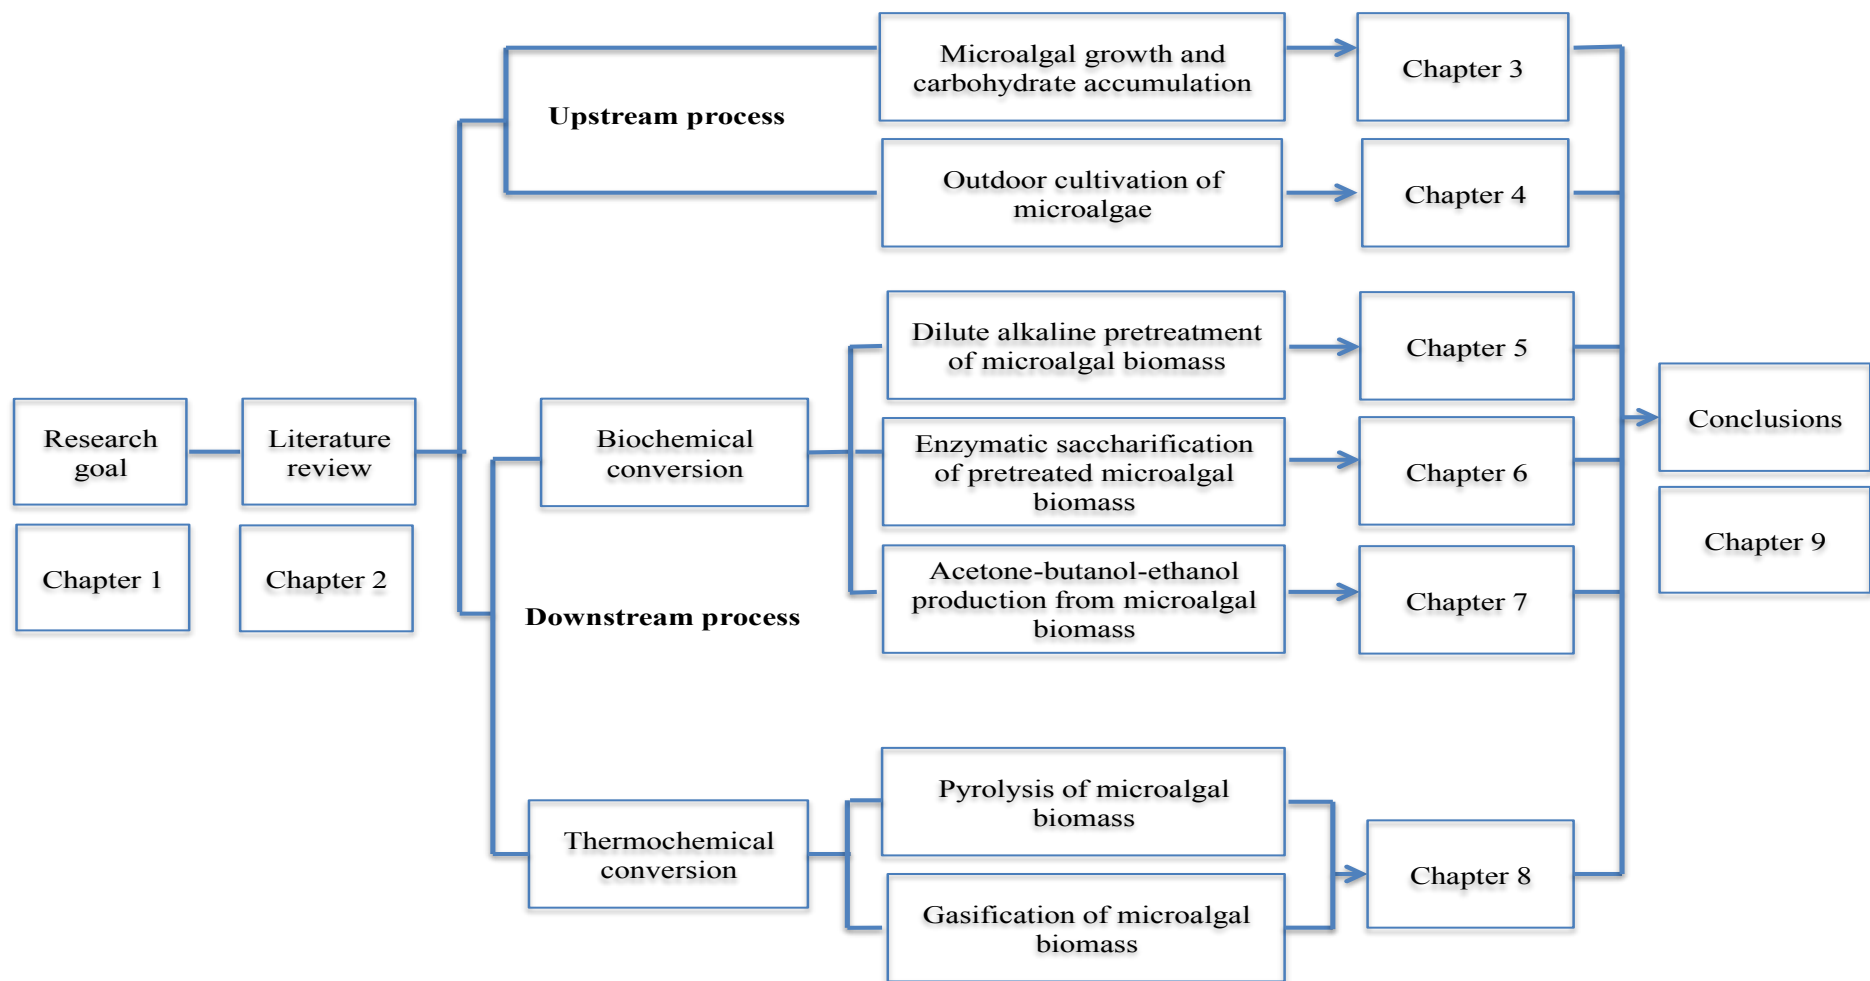 Research
goal
Chapter 1
Literature
review
Chapter 2
Upstream process
Microalgal growth and
carbohydrate accumulation
Chapter 3
Outdoor cultivation of
microalgae
Chapter 4
Downstream process
Biochemical
conversion
Dilute alkaline pretreatment
of microalgal biomass
Chapter 5
Enzymatic saccharification
of pretreated microalgal
biomass
Chapter 6
Acetone-butanol-ethanol
production from microalgal
biomass
Chapter 7
Thermochemical
conversion
Pyrolysis of microalgal
biomass
Gasification of microalgal
biomass
Chapter 8
Conclusions
Chapter 9